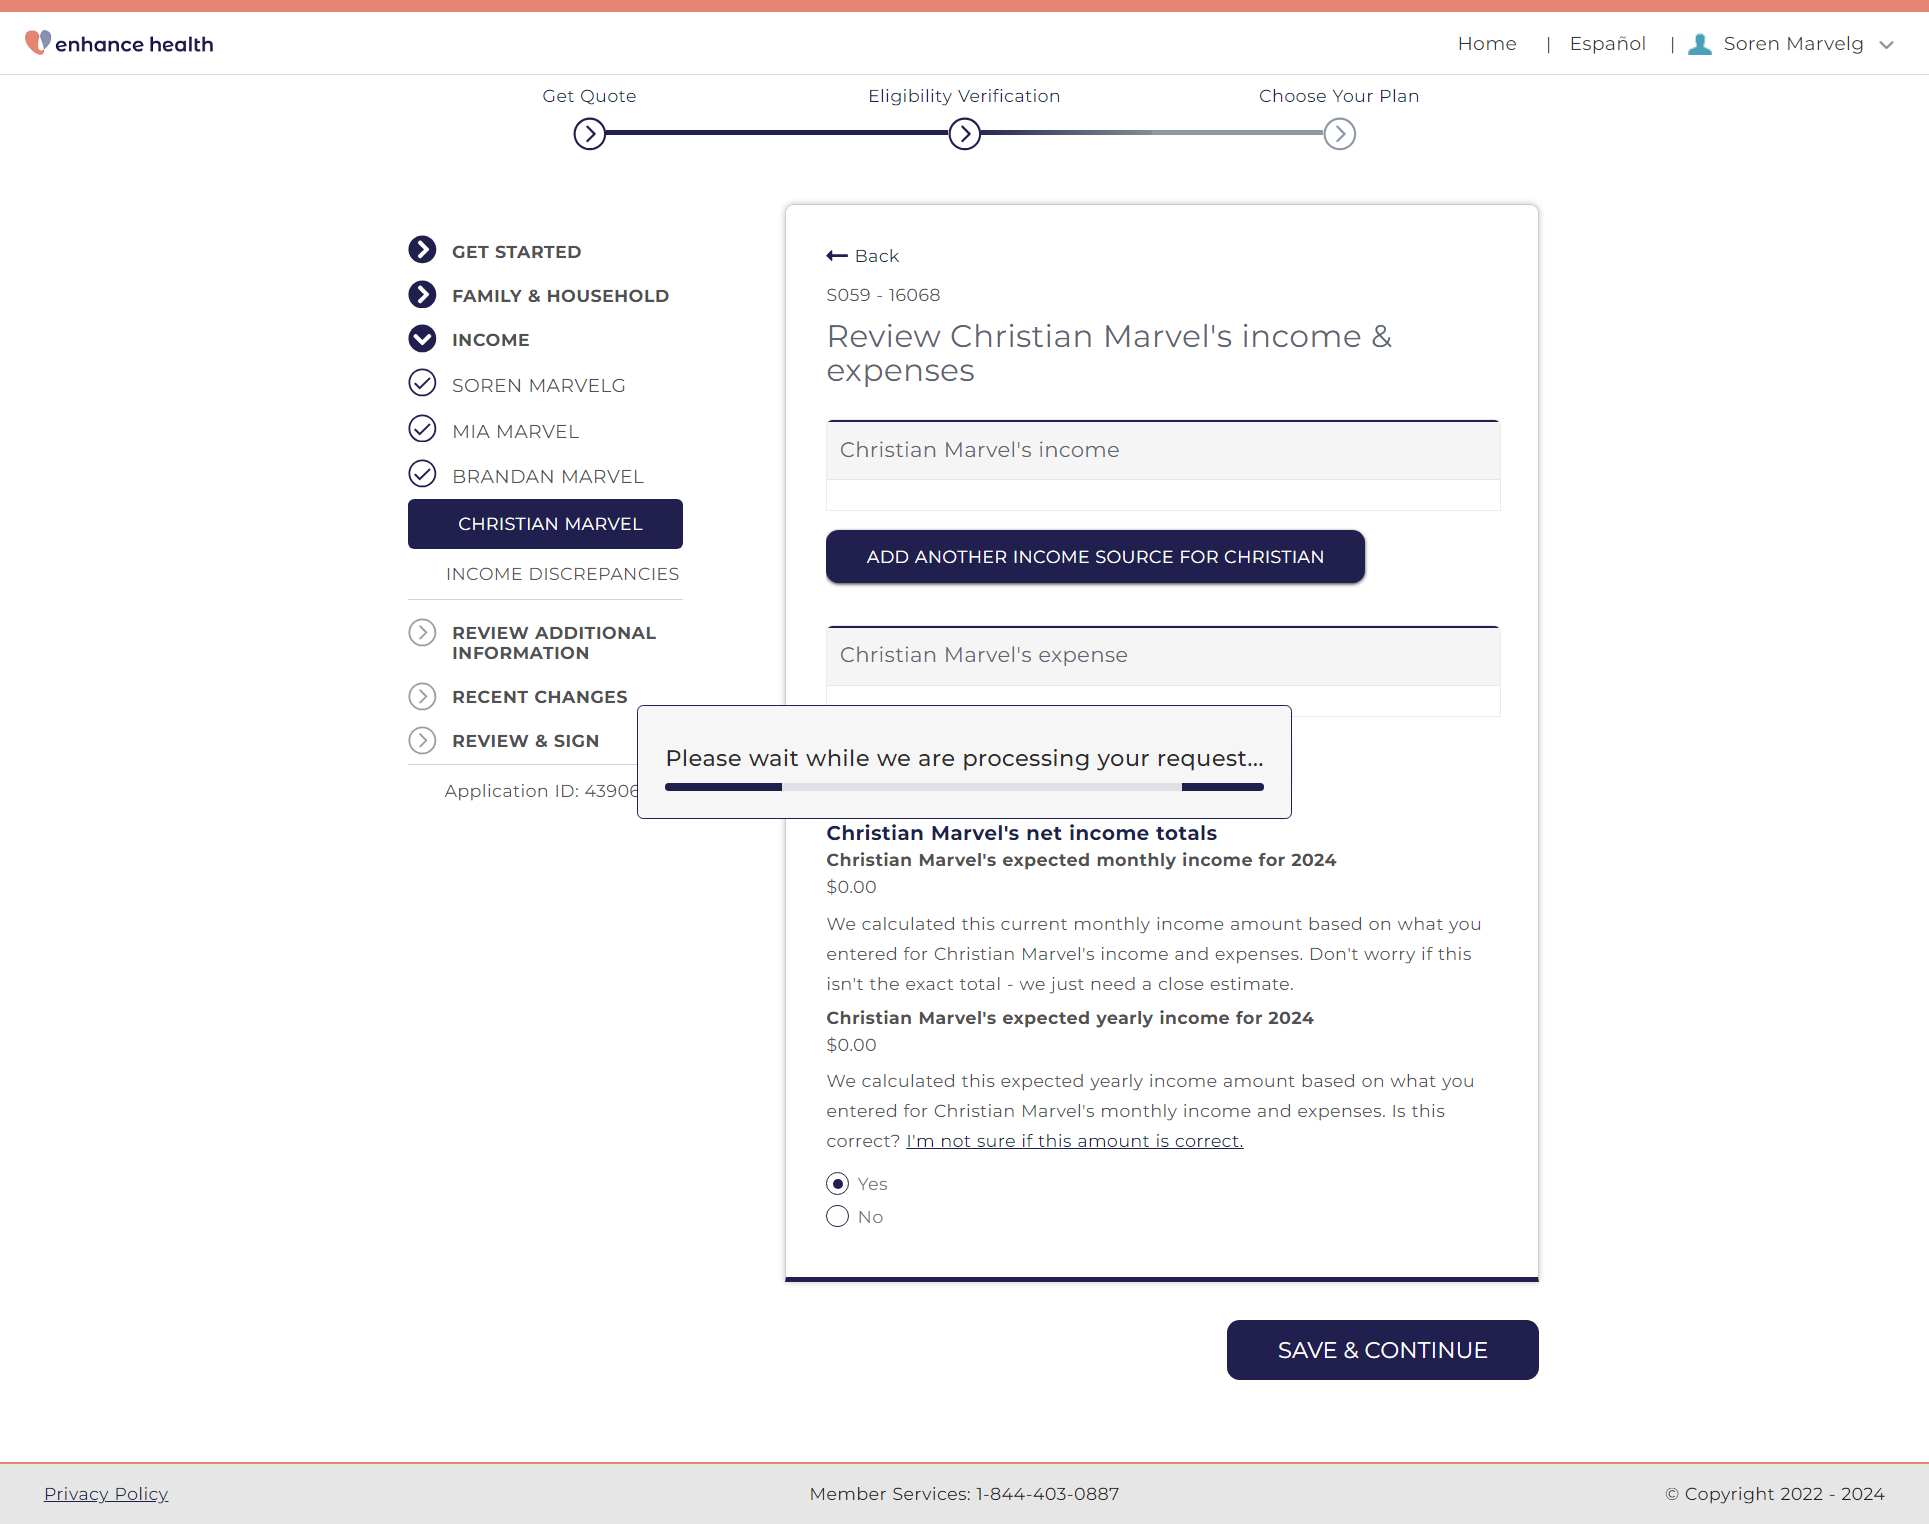 enhance health
Home | Español | Soren Marvelg
Get Quote
Eligibility Verification
Choose Your Plan
GET STARTED
FAMILY & HOUSEHOLD
INCOME
SOREN MARVELG
MIA MARVEL
BRANDAN MARVEL
CHRISTIAN MARVEL
INCOME DISCREPANCIES
REVIEW ADDITIONAL
INFORMATION
RECENT CHANGES
REVIEW & SIGN
Application ID: 43906
Back
S059 - 16068
Review Christian Marvel's income &
expenses
Christian Marvel's income
ADD ANOTHER INCOME SOURCE FOR CHRISTIAN
Christian Marvel's expense
Please wait while we are processing your request...
Christian Marvel's net income totals
Christian Marvel's expected monthly income for 2024
$0.00
We calculated this current monthly income amount based on what you
entered for Christian Marvel's income and expenses. Don't worry if this
isn't the exact total - we just need a close estimate.
Christian Marvel's expected yearly income for 2024
$0.00
We calculated this expected yearly income amount based on what you
entered for Christian Marvel's monthly income and expenses. Is this
correct? I'm not sure if this amount is correct.
Yes
No
SAVE & CONTINUE
Privacy Policy
Member Services: 1-844-403-0887
© Copyright 2022 - 2024